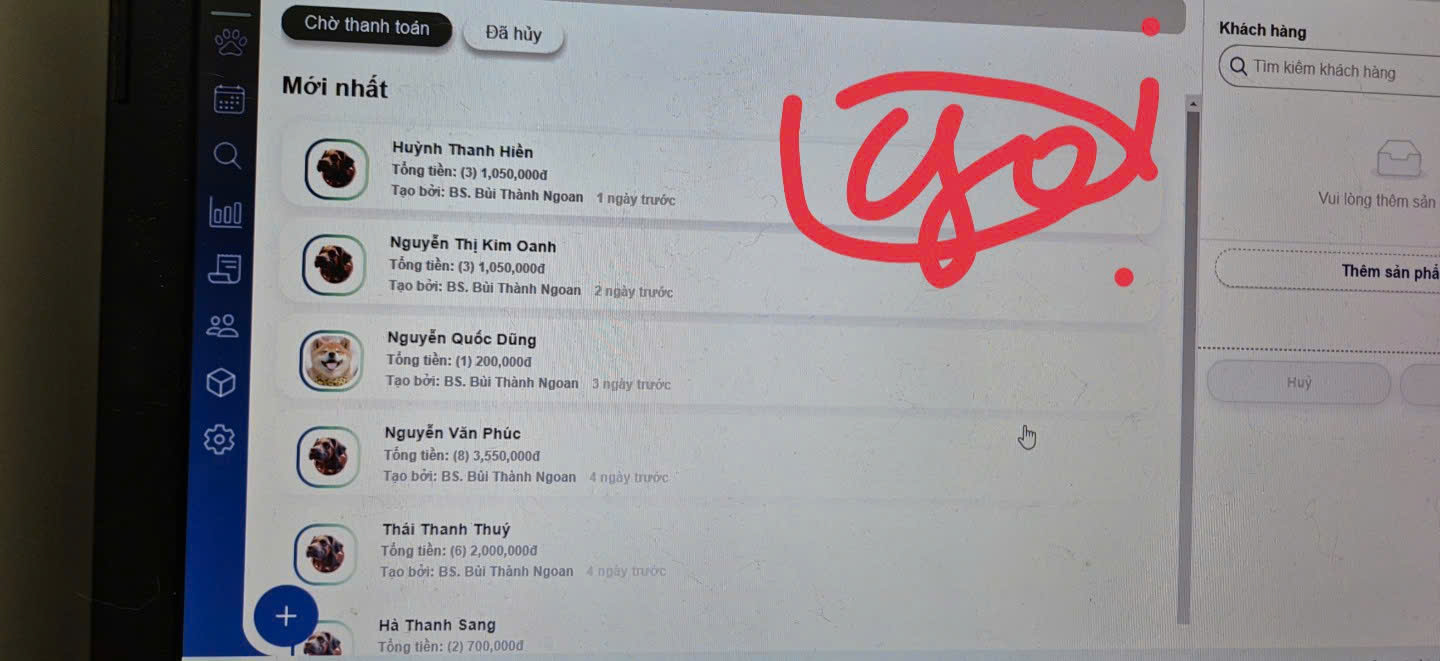 Chờ thanh toán
Đã hủy
Mới nhất
Huỳnh Thanh Hiền
Tổng tiền: (3) 1,050,000đ
Tạo bởi: BS. Bùi Thành Ngoan 1 ngày trước
Nguyễn Thị Kim Oanh
Tổng tiền: (3) 1,050,000đ
Tạo bởi: BS. Bùi Thành Ngoan 2 ngày trước
Nguyễn Quốc Dũng
Tổng tiền: (1) 200,000đ
Tạo bởi: BS. Bùi Thành Ngoan 3 ngày trước
Nguyễn Văn Phúc
Tổng tiền: (8) 3,550,000đ
Tạo bởi: BS. Bùi Thành Ngoan 4 ngày trước
Thái Thanh Thuý
Tổng tiền: (6) 2,000,000đ
Tạo bởi: BS. Bùi Thành Ngoan 4 ngày trước
Hà Thanh Sang
Tổng tiền: (2) 700,000đ
yo!
Khách hàng
Tìm kiếm khách hàng
Vui lòng thêm sản
Thêm sản phẩ
Huỷ